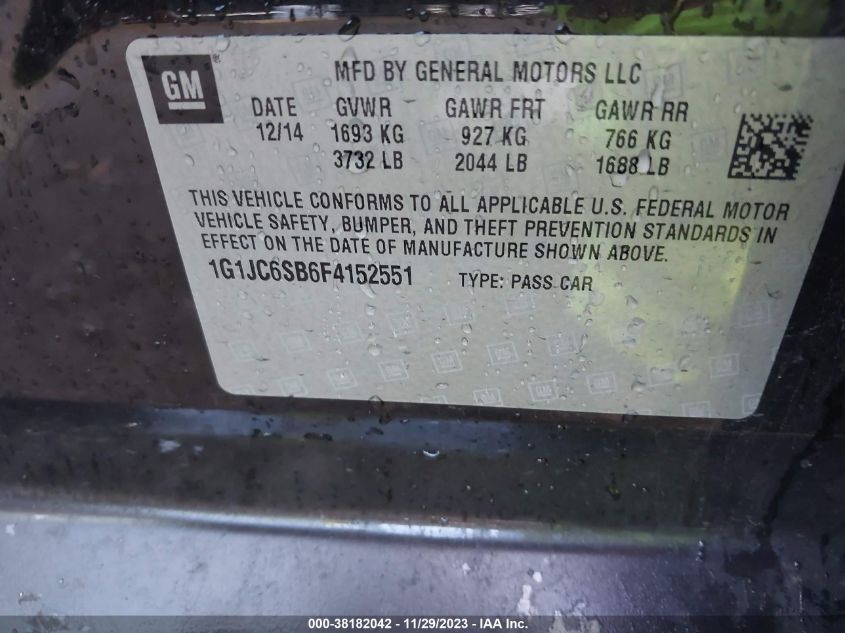 GM
MFD BY GENERAL MOTORS LLC
DATE GVWR GAWR FRT GAWR RR
12/14 1693 KG 927 KG 766 KG
3732 LB 2044 LB 1688 LB
THIS VEHICLE CONFORMS TO ALL APPLICABLE U.S. FEDERAL MOTOR
VEHICLE SAFETY, BUMPER, AND THEFT PREVENTION STANDARDS IN
EFFECT ON THE DATE OF MANUFACTURE SHOWN ABOVE.
1G1JC6SB6F4152551 TYPE: PASS CAR
000-38182042 - 11/29/2023 - IAA Inc.